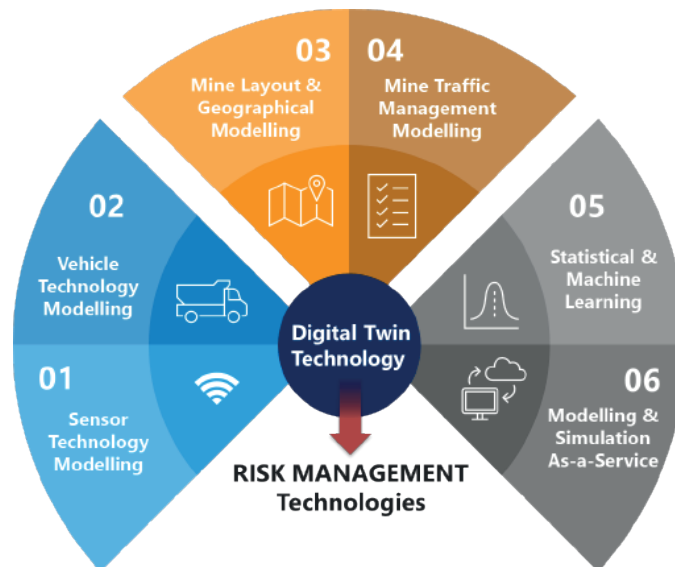 01
Sensor
Technology
Modelling
02
Vehicle
Technology
Modelling
03
Mine Layout &
Geographical
Modelling
04
Mine Traffic
Management
Modelling
05
Statistical &
Machine
Learning
06
Modelling &
Simulation
As-a-Service
Digital Twin
Technology
RISK MANAGEMENT
Technologies